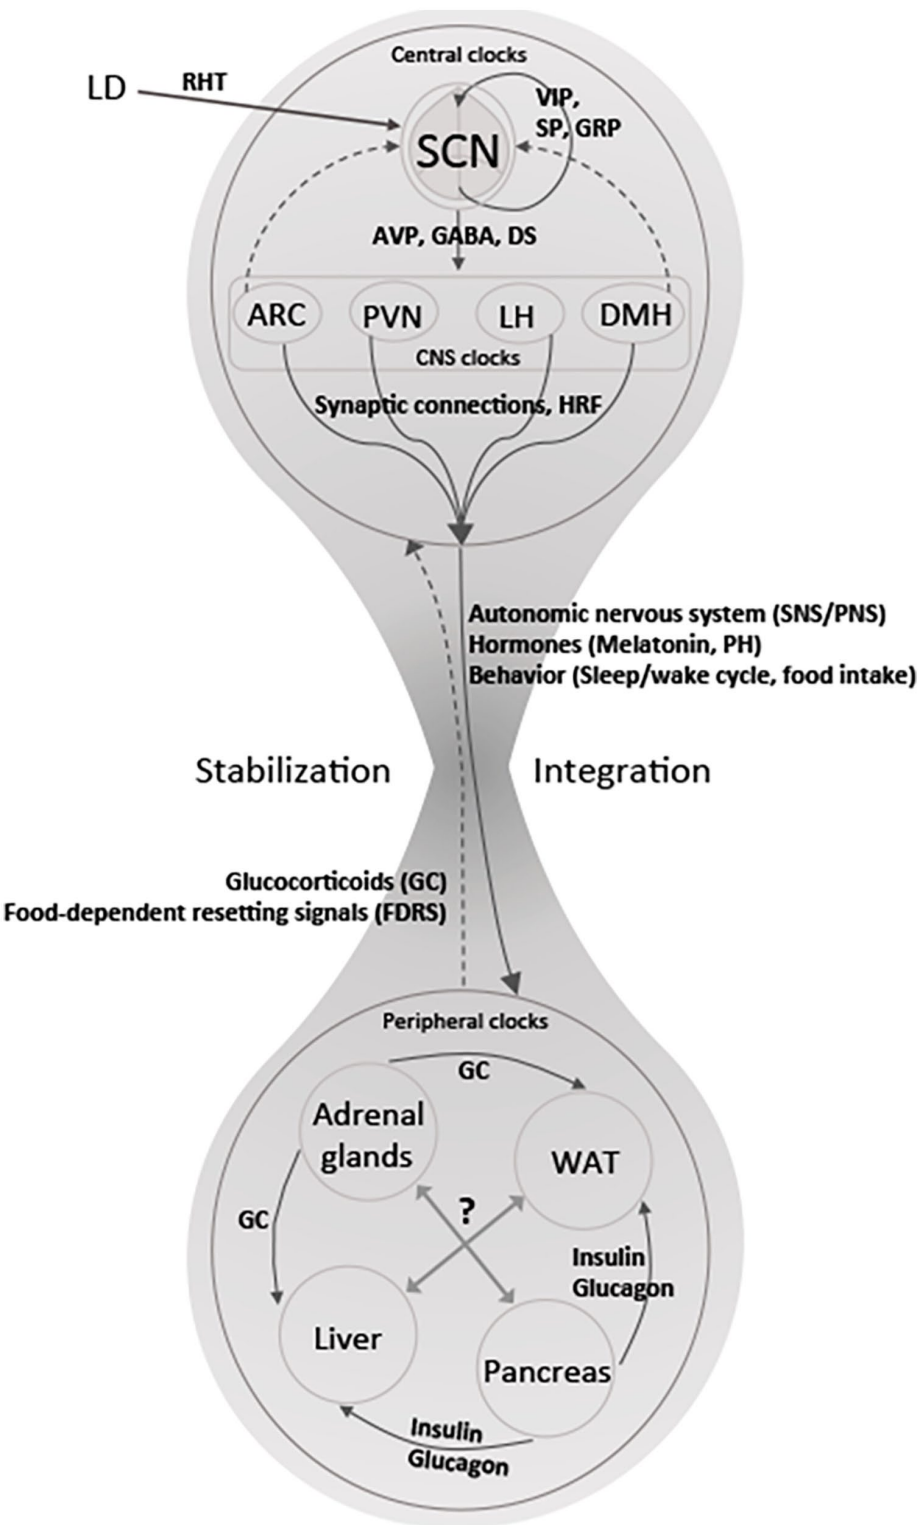 Central clocks
LD
RHT
VIP,
SP, GRP
SCN
AVP, GABA, DS
ARC
PVN
LH
DMH
CNS clocks
Synaptic connections, HRF
Autonomic nervous system (SNS/PNS)
Hormones (Melatonin, PH)
Behavior (Sleep/wake cycle, food intake)
Stabilization
Integration
Glucocorticoids (GC)
Food-dependent resetting signals (FDRS)
Peripheral clocks
GC
Adrenal
glands
WAT
?
GC
Insulin
Glucagon
Liver
Pancreas
Insulin
Glucagon